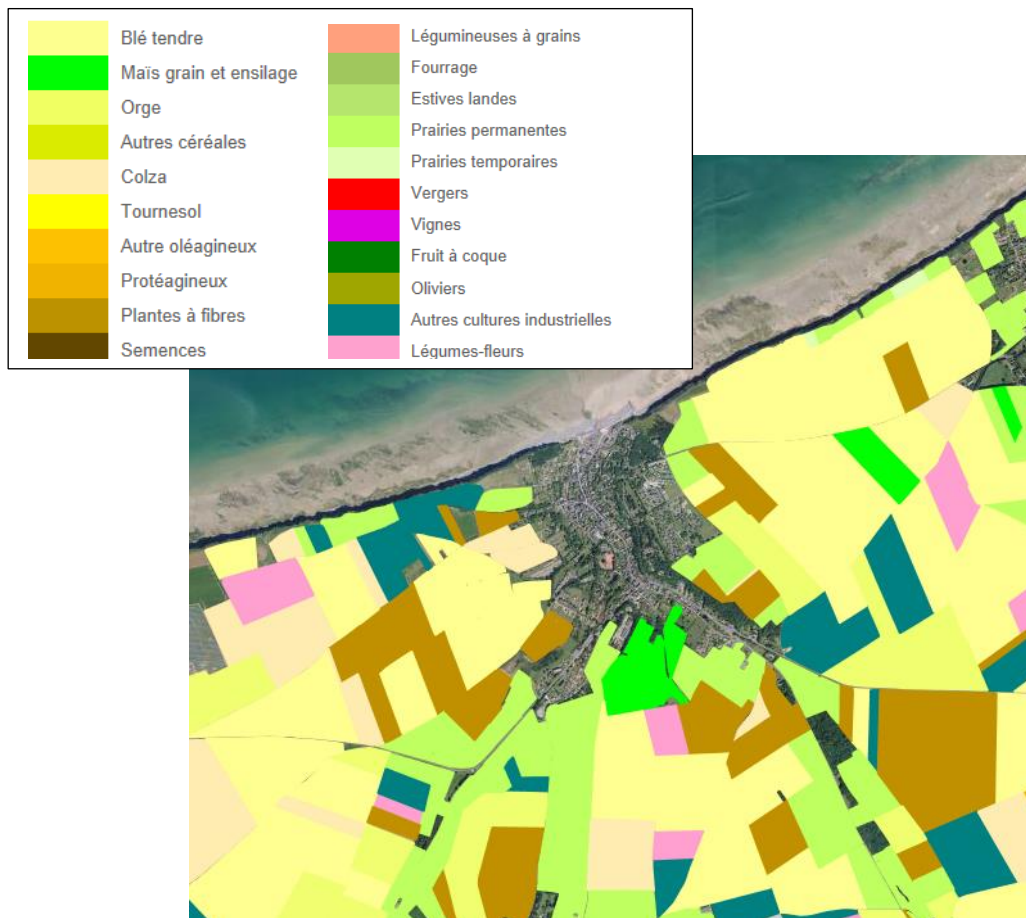 Blé tendre
Maïs grain et ensilage
Orge
Autres céréales
Colza
Tournesol
Autre oléagineux
Protéagineux
Plantes à fibres
Semences
Légumineuses à grains
Fourrage
Estives landes
Prairies permanentes
Prairies temporaires
Vergers
Vignes
Fruit à coque
Oliviers
Autres cultures industrielles
Légumes-fleurs